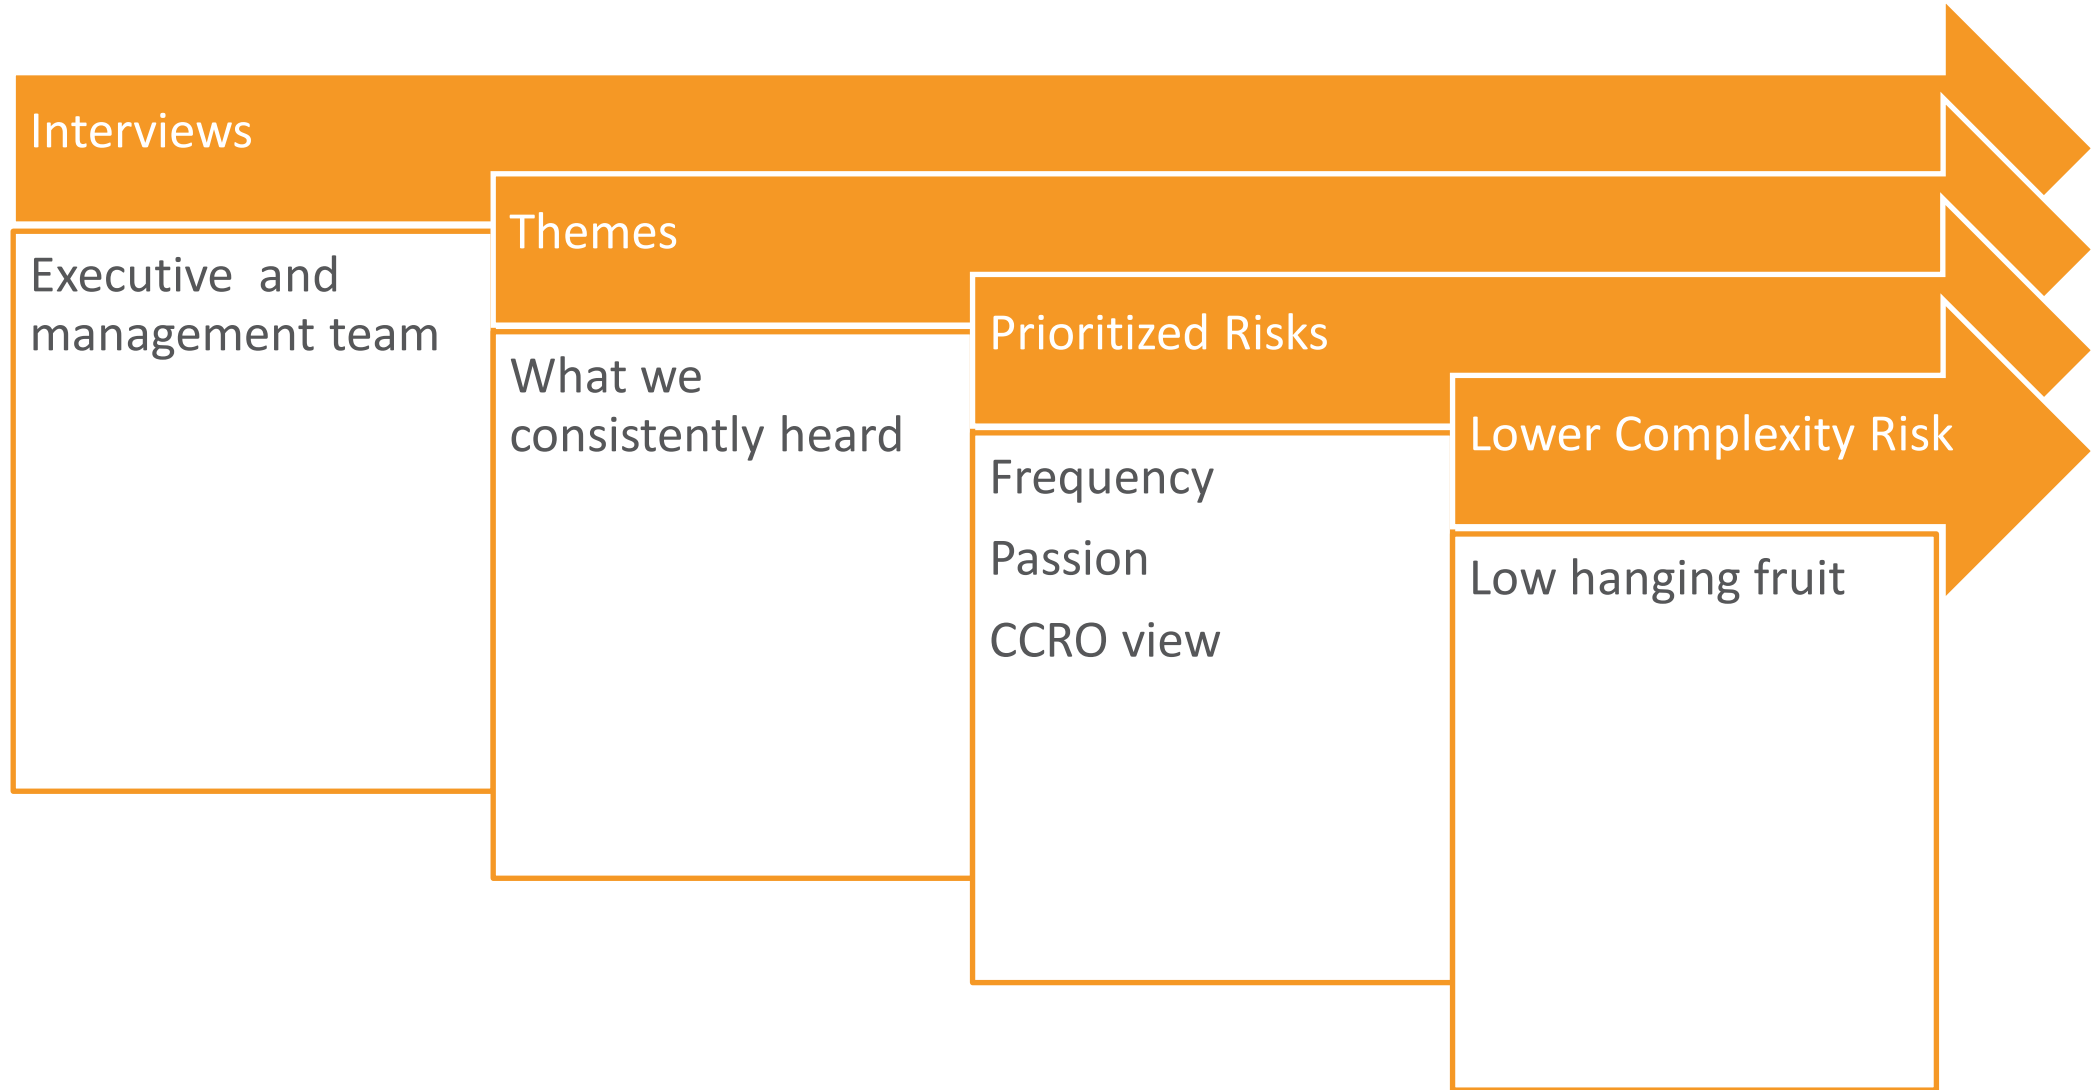 Interviews
Executive  and
management team
Themes
What we
consistently heard
Prioritized Risks
Frequency
Passion
CCRO view
Lower Complexity Risk
Low hanging fruit